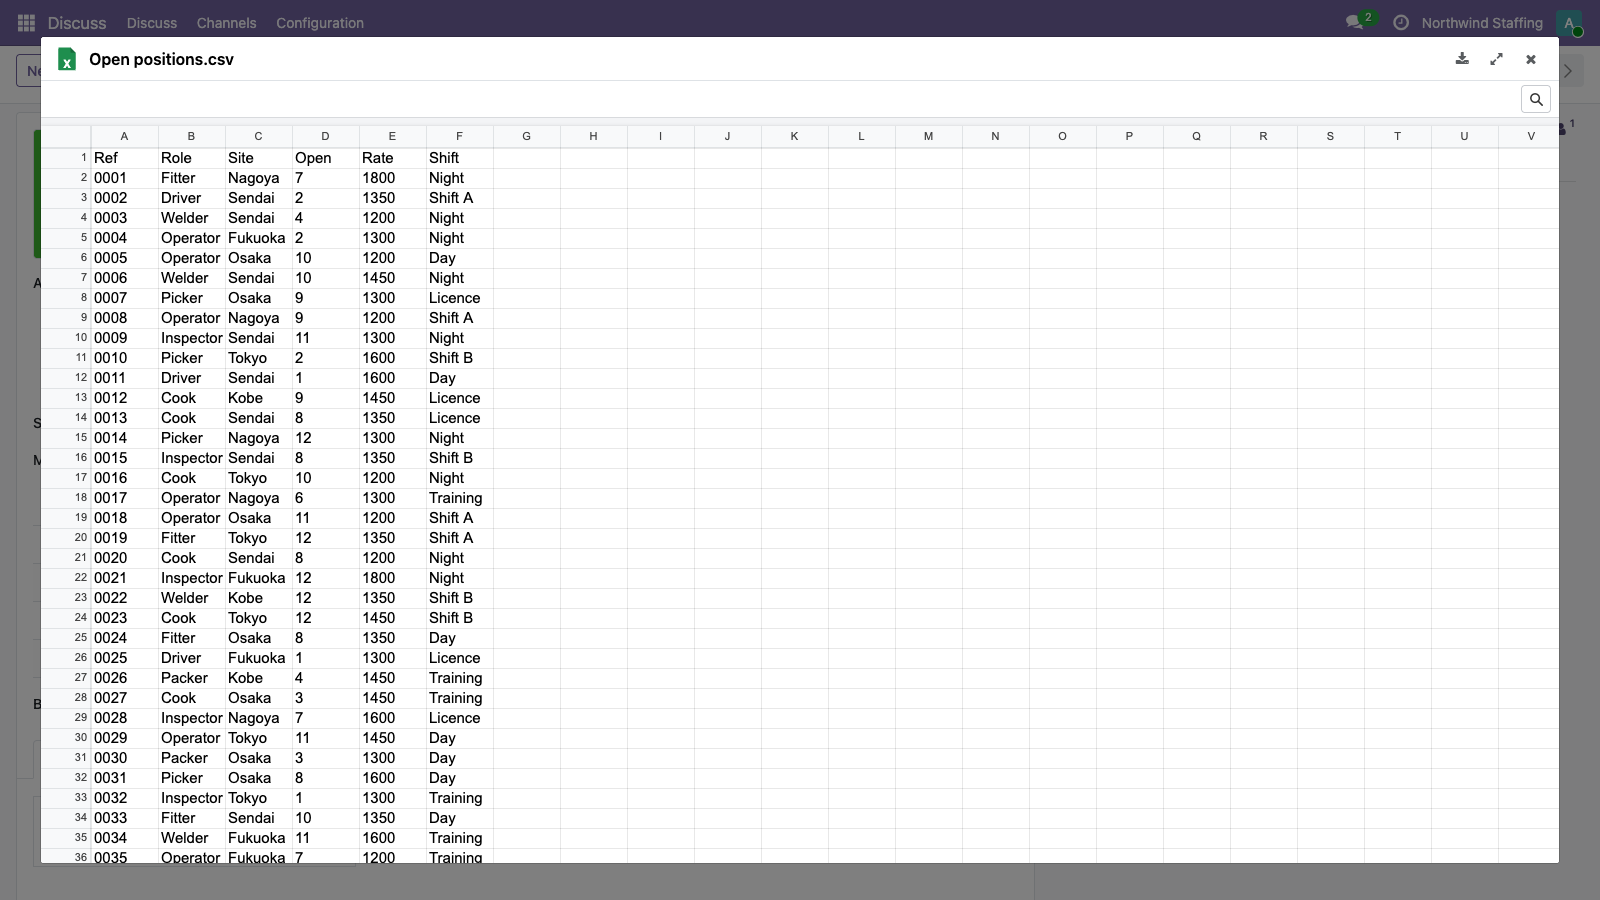 Discuss Discuss Channels Configuration 2 Northwind Staffing A
Open positions.csv
1
A B C D E F G H I J K L M N O P Q R S T U V
1 Ref Role Site Open Rate Shift
2 0001 Fitter Nagoya 7 1800 Night
3 0002 Driver Sendai 2 1350 Shift A
4 0003 Welder Sendai 4 1200 Night
5 0004 Operator Fukuoka 2 1300 Night
6 0005 Operator Osaka 10 1200 Day
7 0006 Welder Sendai 10 1450 Night
8 0007 Picker Osaka 9 1300 Licence
9 0008 Operator Nagoya 9 1200 Shift A
10 0009 Inspector Sendai 11 1300 Night
11 0010 Picker Tokyo 2 1600 Shift B
12 0011 Driver Sendai 1 1600 Day
13 0012 Cook Kobe 9 1450 Licence
14 0013 Cook Sendai 8 1350 Licence
15 0014 Picker Nagoya 12 1300 Night
16 0015 Inspector Sendai 8 1350 Shift B
17 0016 Cook Tokyo 10 1200 Night
18 0017 Operator Nagoya 6 1300 Training
19 0018 Operator Osaka 11 1200 Shift A
20 0019 Fitter Tokyo 12 1350 Shift A
21 0020 Cook Sendai 8 1200 Night
22 0021 Inspector Fukuoka 12 1800 Night
23 0022 Welder Kobe 12 1350 Shift B
24 0023 Cook Tokyo 12 1450 Shift B
25 0024 Fitter Osaka 8 1350 Day
26 0025 Driver Fukuoka 1 1300 Licence
27 0026 Packer Kobe 4 1450 Training
28 0027 Cook Osaka 3 1450 Training
29 0028 Inspector Nagoya 7 1600 Licence
30 0029 Operator Tokyo 11 1450 Day
31 0030 Packer Osaka 3 1300 Day
32 0031 Picker Osaka 8 1600 Day
33 0032 Inspector Tokyo 1 1300 Training
34 0033 Fitter Sendai 10 1350 Day
35 0034 Welder Fukuoka 11 1600 Training
36 0035 Operator Fukuoka 7 1200 Training